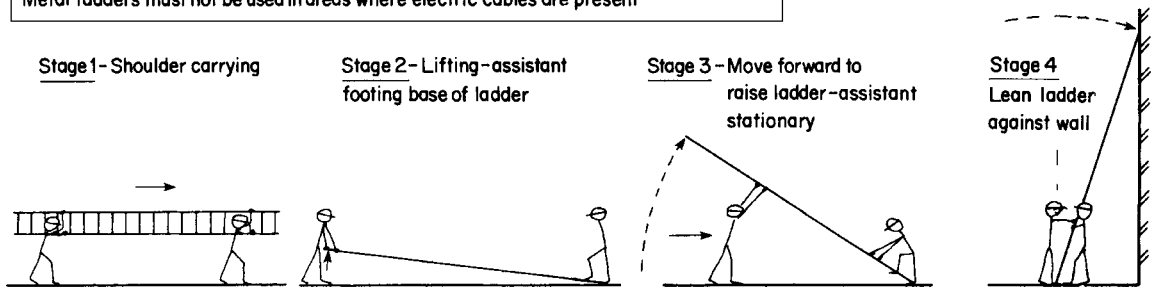 Metal ladders must not be used in areas where electric cables are present
Stage 1 - Shoulder carrying
Stage 2 - Lifting - assistant
footing base of ladder
Stage 3 - Move forward to
raise ladder - assistant
stationary
Stage 4
Lean ladder
against wall